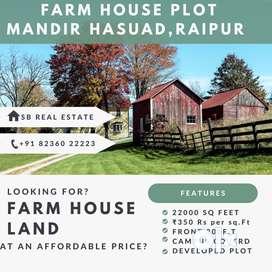 FARM HOUSE PLOT
MANDIR HASUAD,RAIPUR
SB REAL ESTATE
+91 82360 22223
LOOKING FOR?
FARM HOUSE
LAND
AT AN AFFORDABLE PRICE?
FEATURES
22000 SQ FEET
₹350 Rs per sq.Ft
FRONT
DEVELOPED PLOT